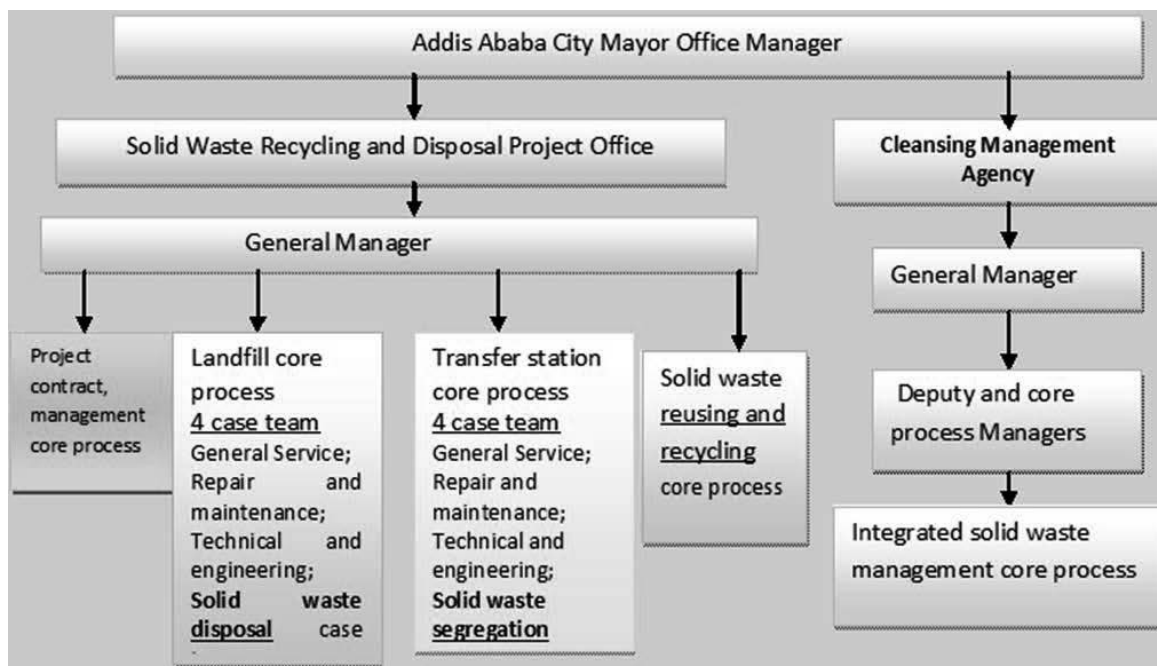 Addis Ababa City Mayor Office Manager
Solid Waste Recycling and Disposal Project Office
Cleansing Management
Agency
General Manager
General Manager
Project
contract,
management
core process
Landfill core
process
4 case team
General Service;
Repair and
maintenance;
Technical and
engineering;
Solid waste
disposal case
Transfer station
core process
4 case team
General Service;
Repair and
maintenance;
Technical and
engineering;
Solid waste
segregation
Solid waste
reusing and
recycling
core process
Deputy and core
process Managers
Integrated solid waste
management core process